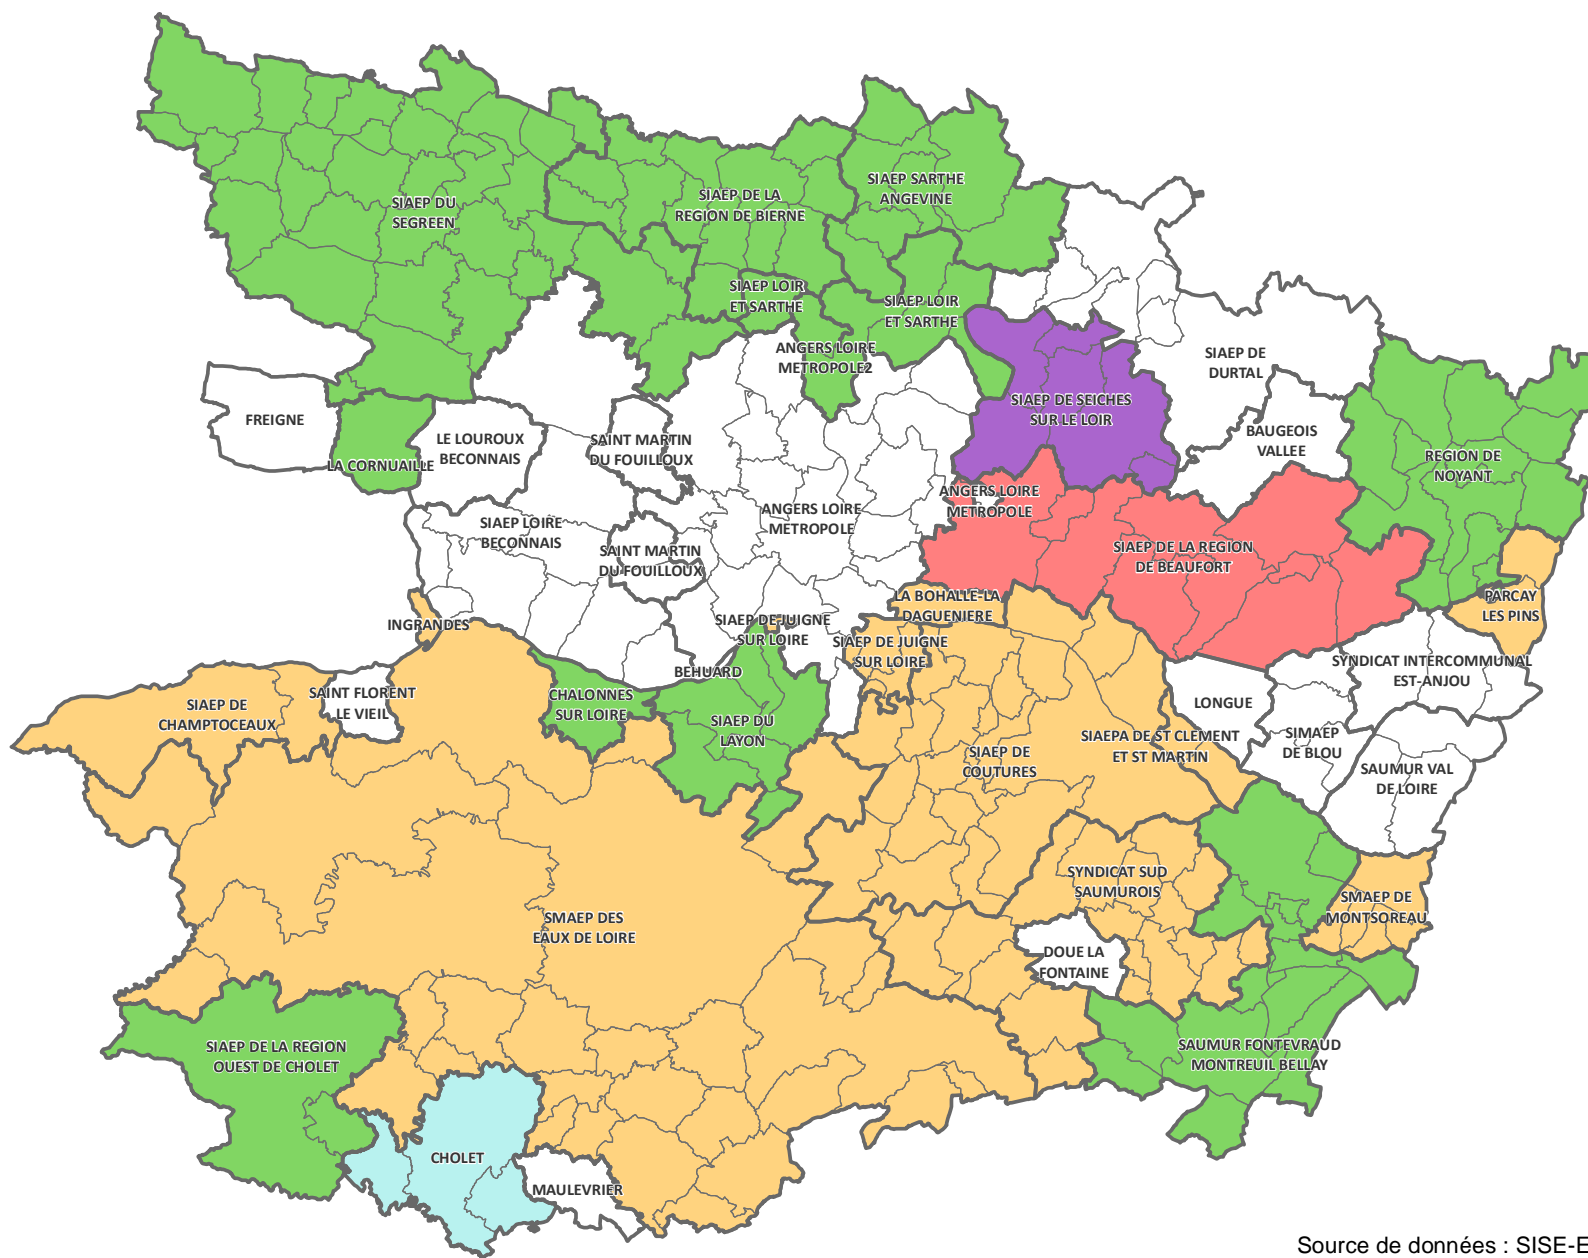 SIAEP DU
SEGREEN
SIAEP DE LA
REGION DE BIERNE
SIAEP SARTHE
ANGEVINE
SIAEP LOIR
ET SARTHE
SIAEP LOIR
ET SARTHE
ANGERS LOIRE
METROPOLE2
SIAEP DE
DURTAL
FREIGNE
LA CORNUAILLE
LE LOUROUX
BECONNAIS
SAINT MARTIN
DU FOUILLOUX
SIAEP DE SEICHES
SUR LE LOIR
BAUGEOIS
VALLEE
REGION DE
NOYANT
ANGERS LOIRE
METROPOLE
ANGERS LOIRE
METROPOLE
SIAEP LOIRE
BECONNAIS
SAINT MARTIN
DU FOUILLOUX
SIAEP DE LA REGION
DE BEAUFORT
LA BOHALLE-LA
DAGUENIERE
PARCAY
LES PINS
INGRANDES
SIAEP DE JUIGNE
SUR LOIRE
SIAEP DE JUIGNE
SUR LOIRE
SYNDICAT INTERCOMMUNAL
EST-ANJOU
BEHUARD
SAINT FLORENT
LE VIEIL
CHALONNES
SUR LOIRE
LONGUE
SIAEP DE
CHAMPTOCEAUX
SIAEP DU
LAYON
SIAEP DE
COUTURES
SIAEPA DE ST CLEMENT
ET ST MARTIN
SIMAEP
DE BLOU
SAUMUR VAL
DE LOIRE
SYNDICAT SUD
SAUMUROIS
SMAEP DE
MONTSOREAU
SMAEP DES
EAUX DE LOIRE
DOUE LA
FONTAINE
SIAEP DE LA REGION
OUEST DE CHOLET
SAUMUR FONTEVRAUD
MONTREUIL BELLAY
CHOLET
MAULEVRIER
Source de données : SISE-E